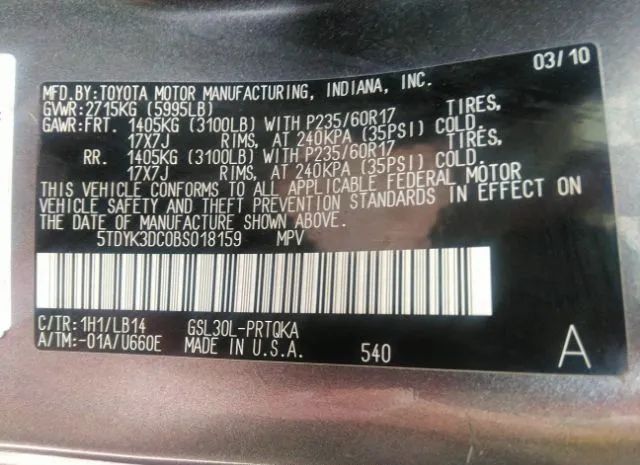 03/10
MFD.BY:TOYOTA MOTOR MANUFACTURING, INDIANA, INC.
GVWR:2715KG (5995LB)
GAWR:FRT. 1405KG (3100LB) WITH P235/60R17 TIRES,
17X7J RIMS, AT 240KPA (35PSI) COLD.
RR. 1405KG (3100LB) WITH P235/60R17 TIRES,
17X7J RIMS, AT 240KPA (35PSI) COLD.
THIS VEHICLE CONFORMS TO ALL APPLICABLE FEDERAL MOTOR
VEHICLE SAFETY AND THEFT PREVENTION STANDARDS IN EFFECT ON
THE DATE OF MANUFACTURE SHOWN ABOVE.
5TDYK3DC0BS018159 MPV
C/TR:1H1/LB14 GSL30L-PRTQKA
A/TM:-01A/U660E MADE IN U.S.A. 540 A